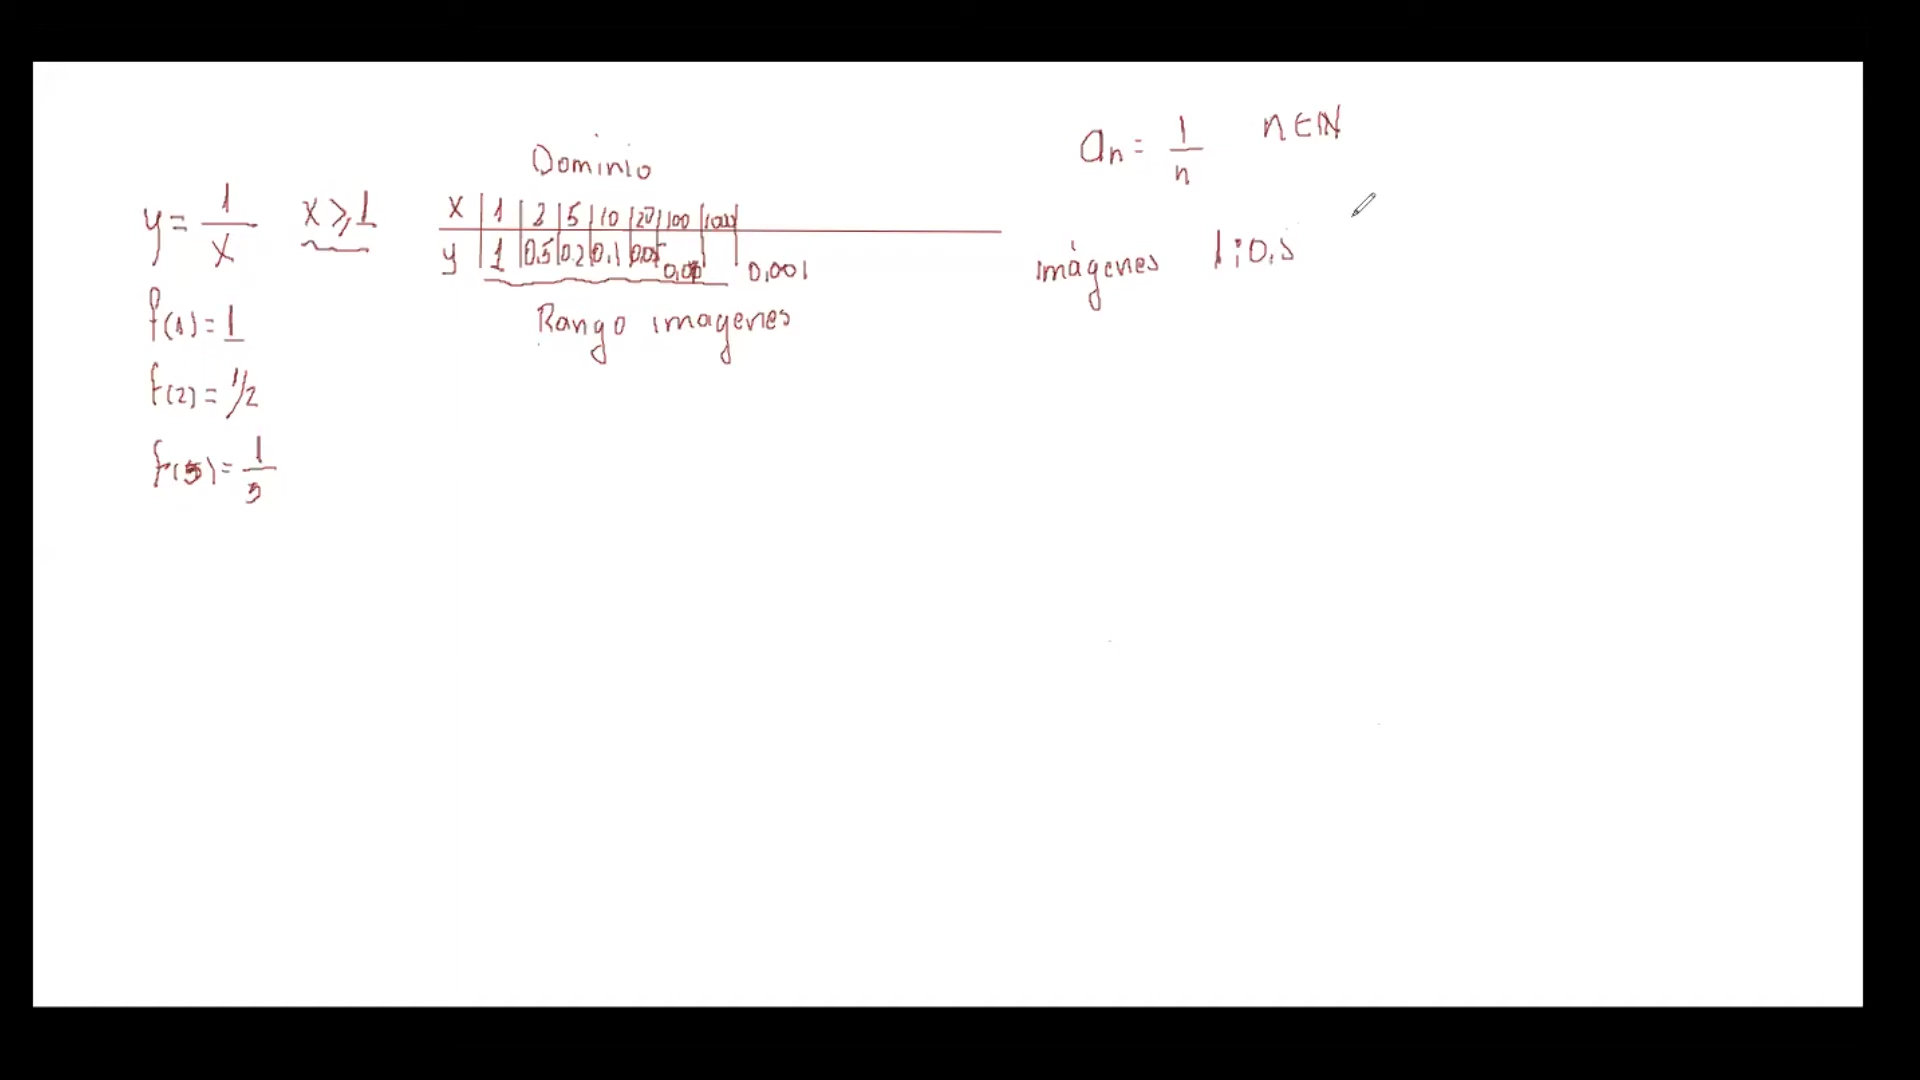 y = 1/x x ≥ 1
f(1) = 1
f(2) = 1/2
f(5) = 1/5
Dominio
x | 1 | 2 | 5 | 10 | 20 | 100 | 1000
y | 1 | 0.5 | 0.2 | 0.1 | 0.05 | 0,01 | 0,001
Rango imagenes
an = 1/n n ∈ ℕ
imágenes 1 ; 0,5